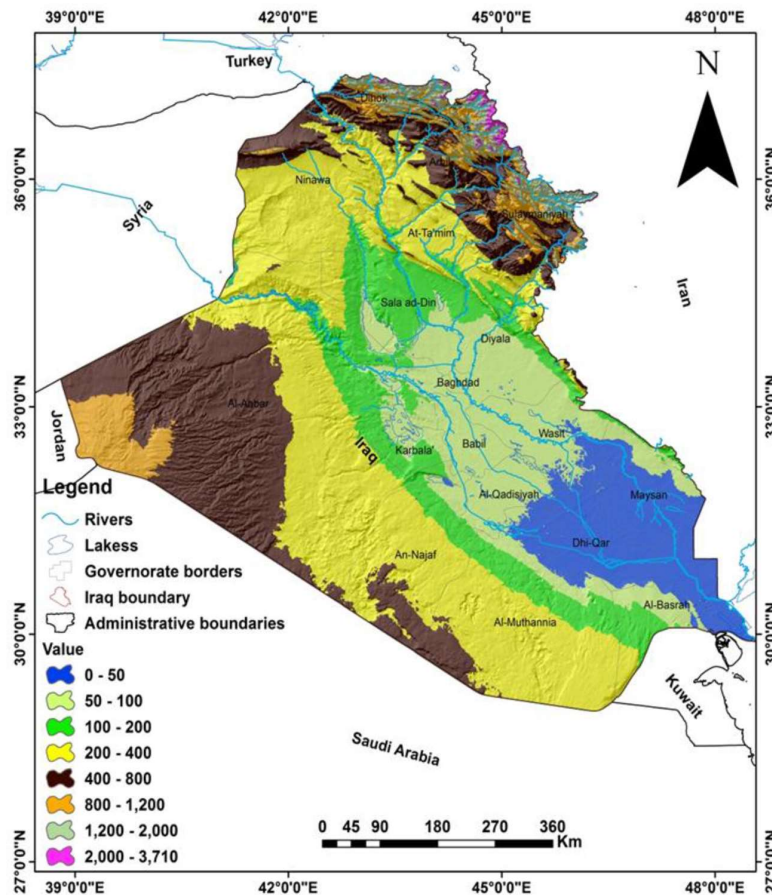 39°0'0"E 42°0'0"E 45°0'0"E 48°0'0"E
Turkey
N
Dihok
36°0'0"N
36°0'0"N
Ninawa
Syria
At-Ta'mim
Iran
Sala ad-Din
Diyala
33°0'0"N
33°0'0"N
Baghdad
Al-Anbar
Jordan
Wasit
Iraq
Karbala'
Babil
Maysan
Al-Qadisiyah
Dhi-Qar
An-Najaf
Al-Basrah
Al-Muthannia
30°0'0"N
30°0'0"N
Kuwait
Saudi Arabia
Legend
Rivers
Lakess
Governorate borders
Iraq boundary
Administrative boundaries
Value
0 - 50
50 - 100
100 - 200
200 - 400
400 - 800
800 - 1,200
1,200 - 2,000
2,000 - 3,710
0 45 90 180 270 360
Km
27°0'0"N
27°0'0"N
39°0'0"E 42°0'0"E 45°0'0"E 48°0'0"E